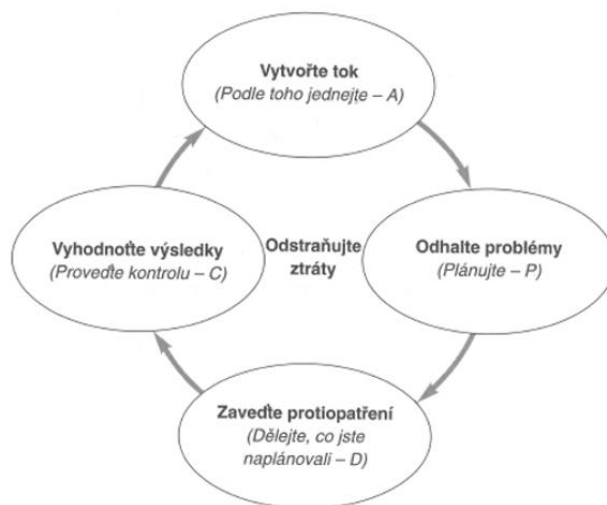 Vytvořte tok
(Podle toho jednejte – A)
Vyhodnoťte výsledky
(Proveďte kontrolu – C)
Odstraňujte
ztráty
Odhalte problémy
(Plánujte – P)
Zaveďte protiopatření
(Dělejte, co jste
naplánovali – D)